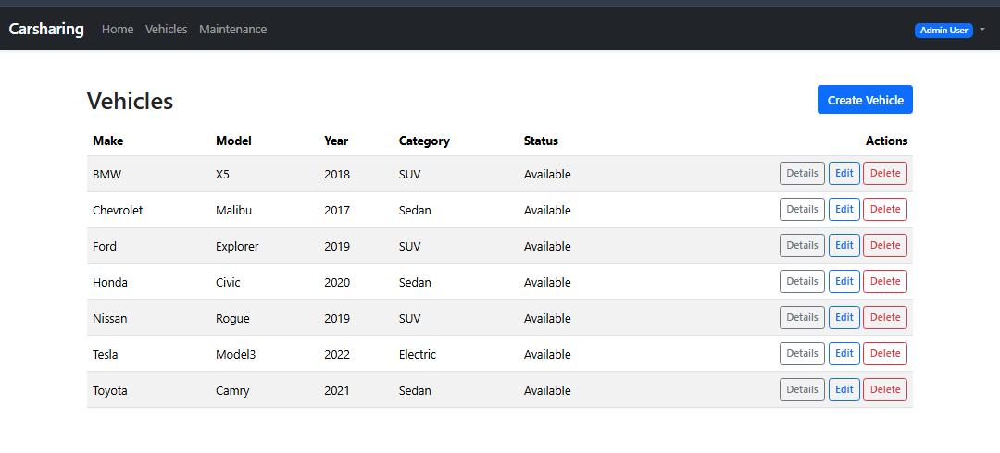 Carsharing Home Vehicles Maintenance Admin User
Vehicles Create Vehicle
Make Model Year Category Status Actions
BMW X5 2018 SUV Available Details Edit Delete
Chevrolet Malibu 2017 Sedan Available Details Edit Delete
Ford Explorer 2019 SUV Available Details Edit Delete
Honda Civic 2020 Sedan Available Details Edit Delete
Nissan Rogue 2019 SUV Available Details Edit Delete
Tesla Model3 2022 Electric Available Details Edit Delete
Toyota Camry 2021 Sedan Available Details Edit Delete